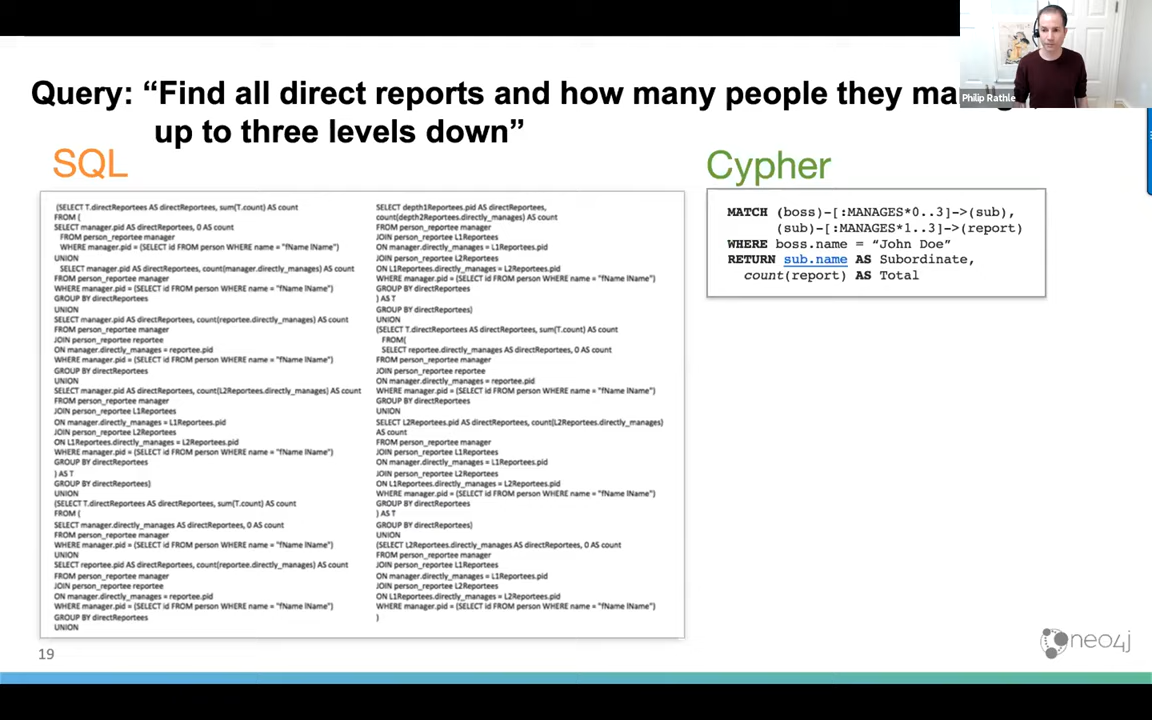 Philip Rathle
Query: “Find all direct reports and how many people they
up to three levels down”
SQL
(SELECT T.directReportees AS directReportees, sum(T.count) AS count
FROM (
SELECT manager.pid AS directReportees, 0 AS count
FROM person_reportee manager
WHERE manager.pid = (SELECT id FROM person WHERE name = "fName lName")
UNION
SELECT manager.pid AS directReportees, count(manager.directly_manages) AS count
FROM person_reportee manager
WHERE manager.pid = (SELECT id FROM person WHERE name = "fName lName")
GROUP BY directReportees
UNION
SELECT manager.pid AS directReportees, count(reportee.directly_manages) AS count
FROM person_reportee manager
JOIN person_reportee reportee
ON manager.directly_manages = reportee.pid
WHERE manager.pid = (SELECT id FROM person WHERE name = "fName lName")
GROUP BY directReportees
UNION
SELECT manager.pid AS directReportees, count(L2Reportees.directly_manages) AS count
FROM person_reportee manager
JOIN person_reportee L1Reportees
ON manager.directly_manages = L1Reportees.pid
JOIN person_reportee L2Reportees
ON L1Reportees.directly_manages = L2Reportees.pid
WHERE manager.pid = (SELECT id FROM person WHERE name = "fName lName")
GROUP BY directReportees
) AS T
GROUP BY directReportees)
UNION
(SELECT T.directReportees AS directReportees, sum(T.count) AS count
FROM (
SELECT manager.directly_manages AS directReportees, 0 AS count
FROM person_reportee manager
WHERE manager.pid = (SELECT id FROM person WHERE name = "fName lName")
UNION
SELECT reportee.pid AS directReportees, count(reportee.directly_manages) AS count
FROM person_reportee manager
JOIN person_reportee reportee
ON manager.directly_manages = reportee.pid
WHERE manager.pid = (SELECT id FROM person WHERE name = "fName lName")
GROUP BY directReportees
UNION
SELECT depth1Reportees.pid AS directReportees,
count(depth2Reportees.directly_manages) AS count
FROM person_reportee manager
JOIN person_reportee L1Reportees
ON manager.directly_manages = L1Reportees.pid
JOIN person_reportee L2Reportees
ON L1Reportees.directly_manages = L2Reportees.pid
WHERE manager.pid = (SELECT id FROM person WHERE name = "fName lName")
GROUP BY directReportees
) AS T
GROUP BY directReportees)
UNION
(SELECT T.directReportees AS directReportees, sum(T.count) AS count
FROM(
SELECT reportee.directly_manages AS directReportees, 0 AS count
FROM person_reportee manager
JOIN person_reportee reportee
ON manager.directly_manages = reportee.pid
WHERE manager.pid = (SELECT id FROM person WHERE name = "fName lName")
GROUP BY directReportees
UNION
SELECT L2Reportees.pid AS directReportees, count(L2Reportees.directly_manages)
AS count
FROM person_reportee manager
JOIN person_reportee L1Reportees
ON manager.directly_manages = L1Reportees.pid
JOIN person_reportee L2Reportees
ON L1Reportees.directly_manages = L2Reportees.pid
WHERE manager.pid = (SELECT id FROM person WHERE name = "fName lName")
GROUP BY directReportees
) AS T
GROUP BY directReportees)
UNION
(SELECT L2Reportees.directly_manages AS directReportees, 0 AS count
FROM person_reportee manager
JOIN person_reportee L1Reportees
ON manager.directly_manages = L1Reportees.pid
JOIN person_reportee L2Reportees
ON L1Reportees.directly_manages = L2Reportees.pid
WHERE manager.pid = (SELECT id FROM person WHERE name = "fName lName")
)
Cypher
MATCH (boss)-[:MANAGES*0..3]->(sub),
(sub)-[:MANAGES*1..3]->(report)
WHERE boss.name = “John Doe”
RETURN sub.name AS Subordinate,
count(report) AS Total
19
neo4j